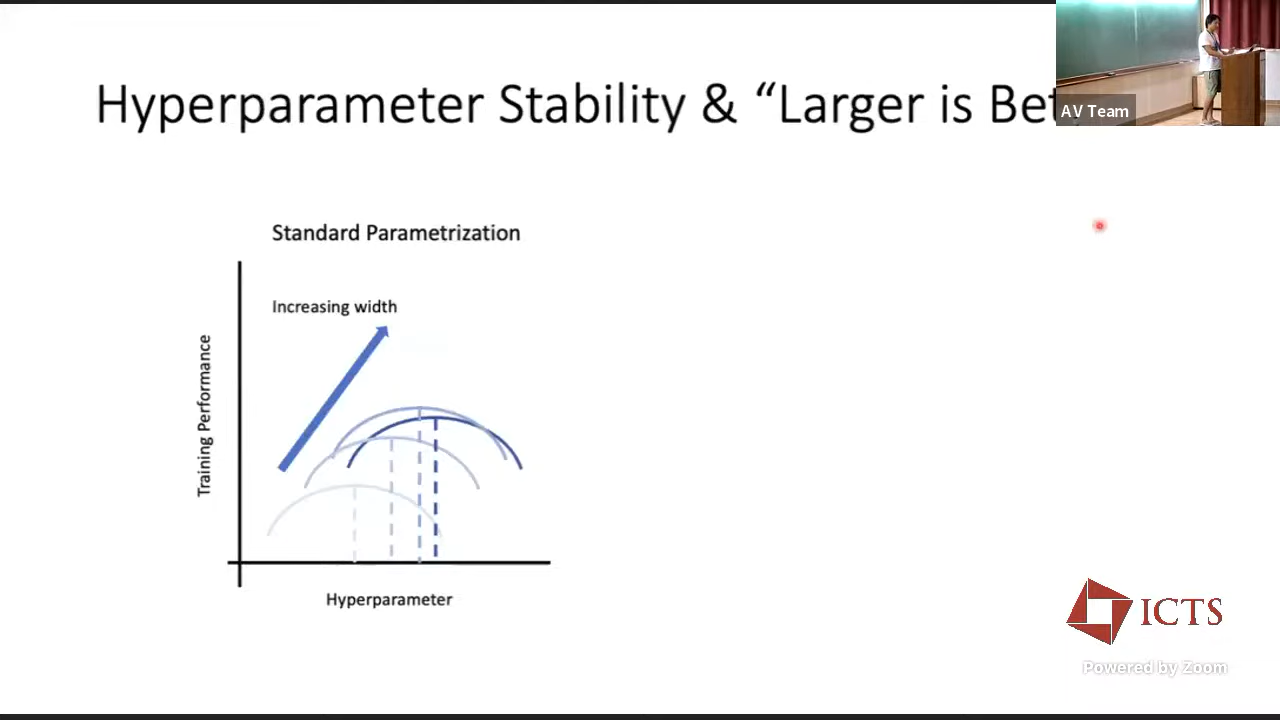 Hyperparameter Stability & “Larger is Bet
AV Team
Standard Parametrization
Increasing width
Training Performance
Hyperparameter
ICTS
Powered by Zoom